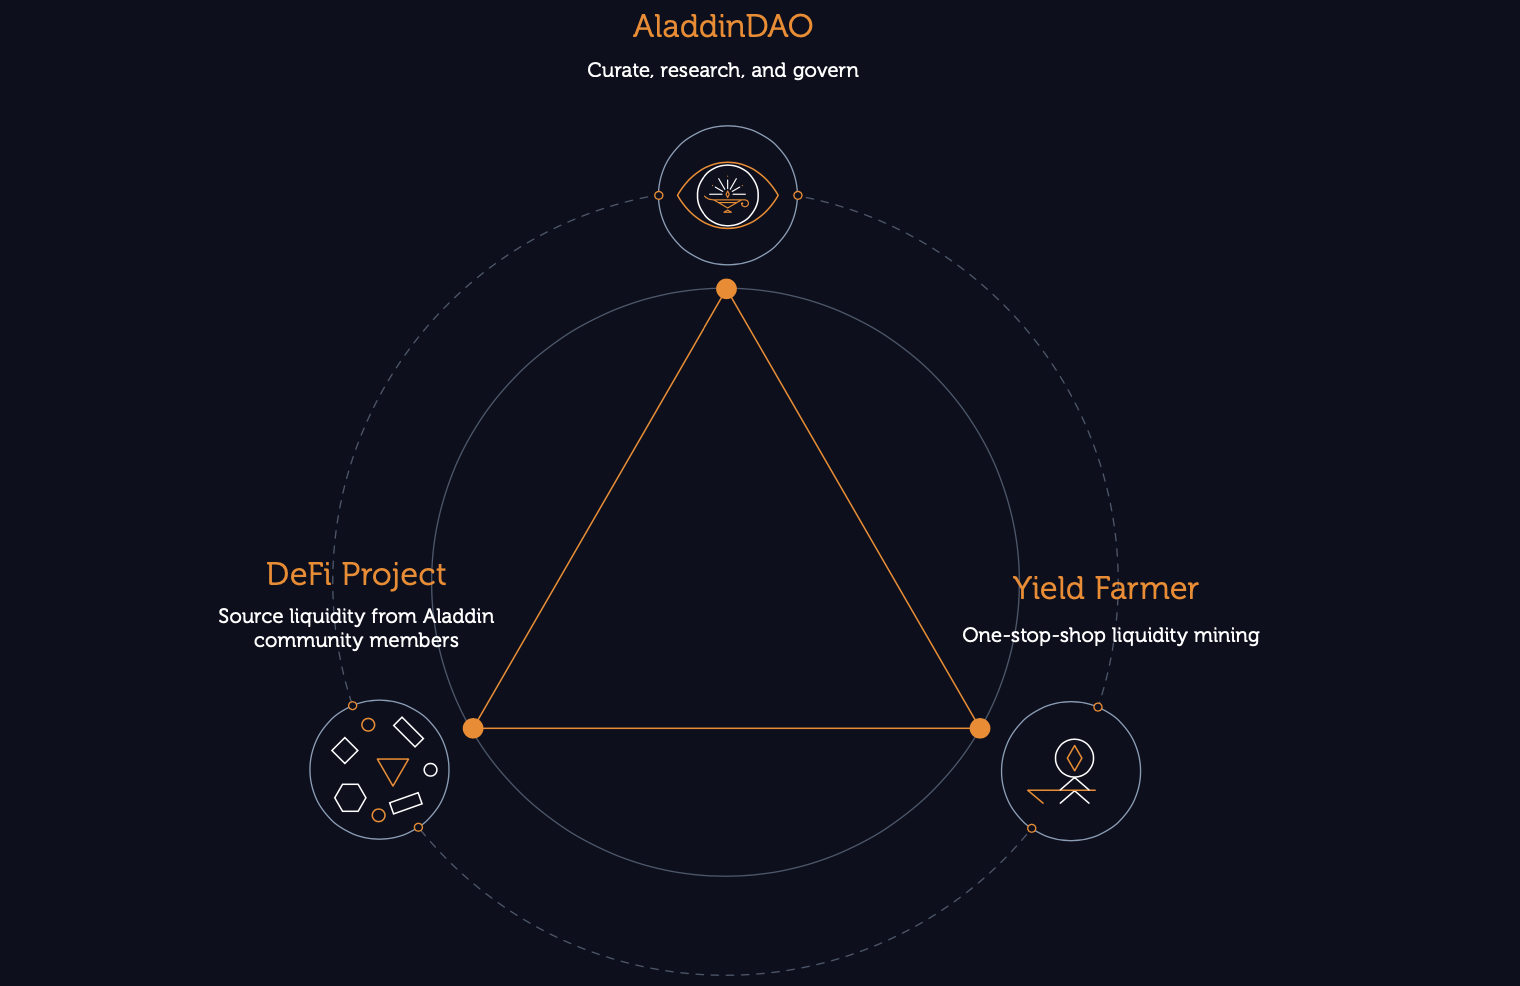 AladdinDAO
Curate, research, and govern
DeFi Project
Source liquidity from Aladdin
community members
Yield Farmer
One-stop-shop liquidity mining